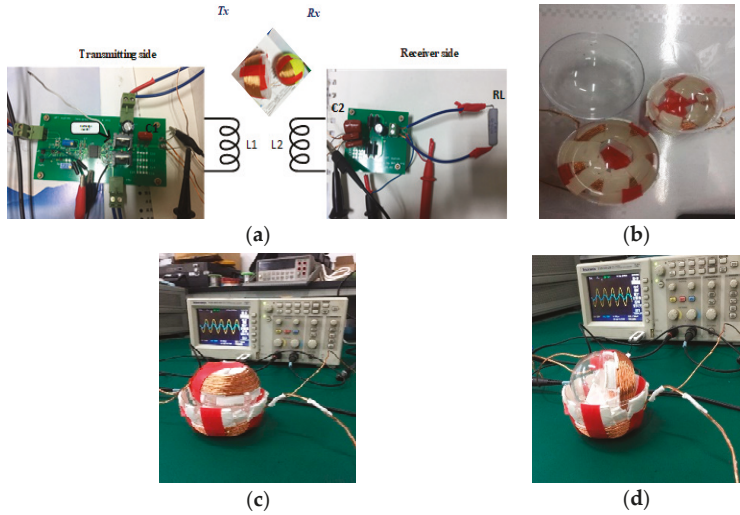 Tx Rx
Transmitting side
Receiver side
C2
RL
L1 L2
(a)
(b)
(c)
(d)